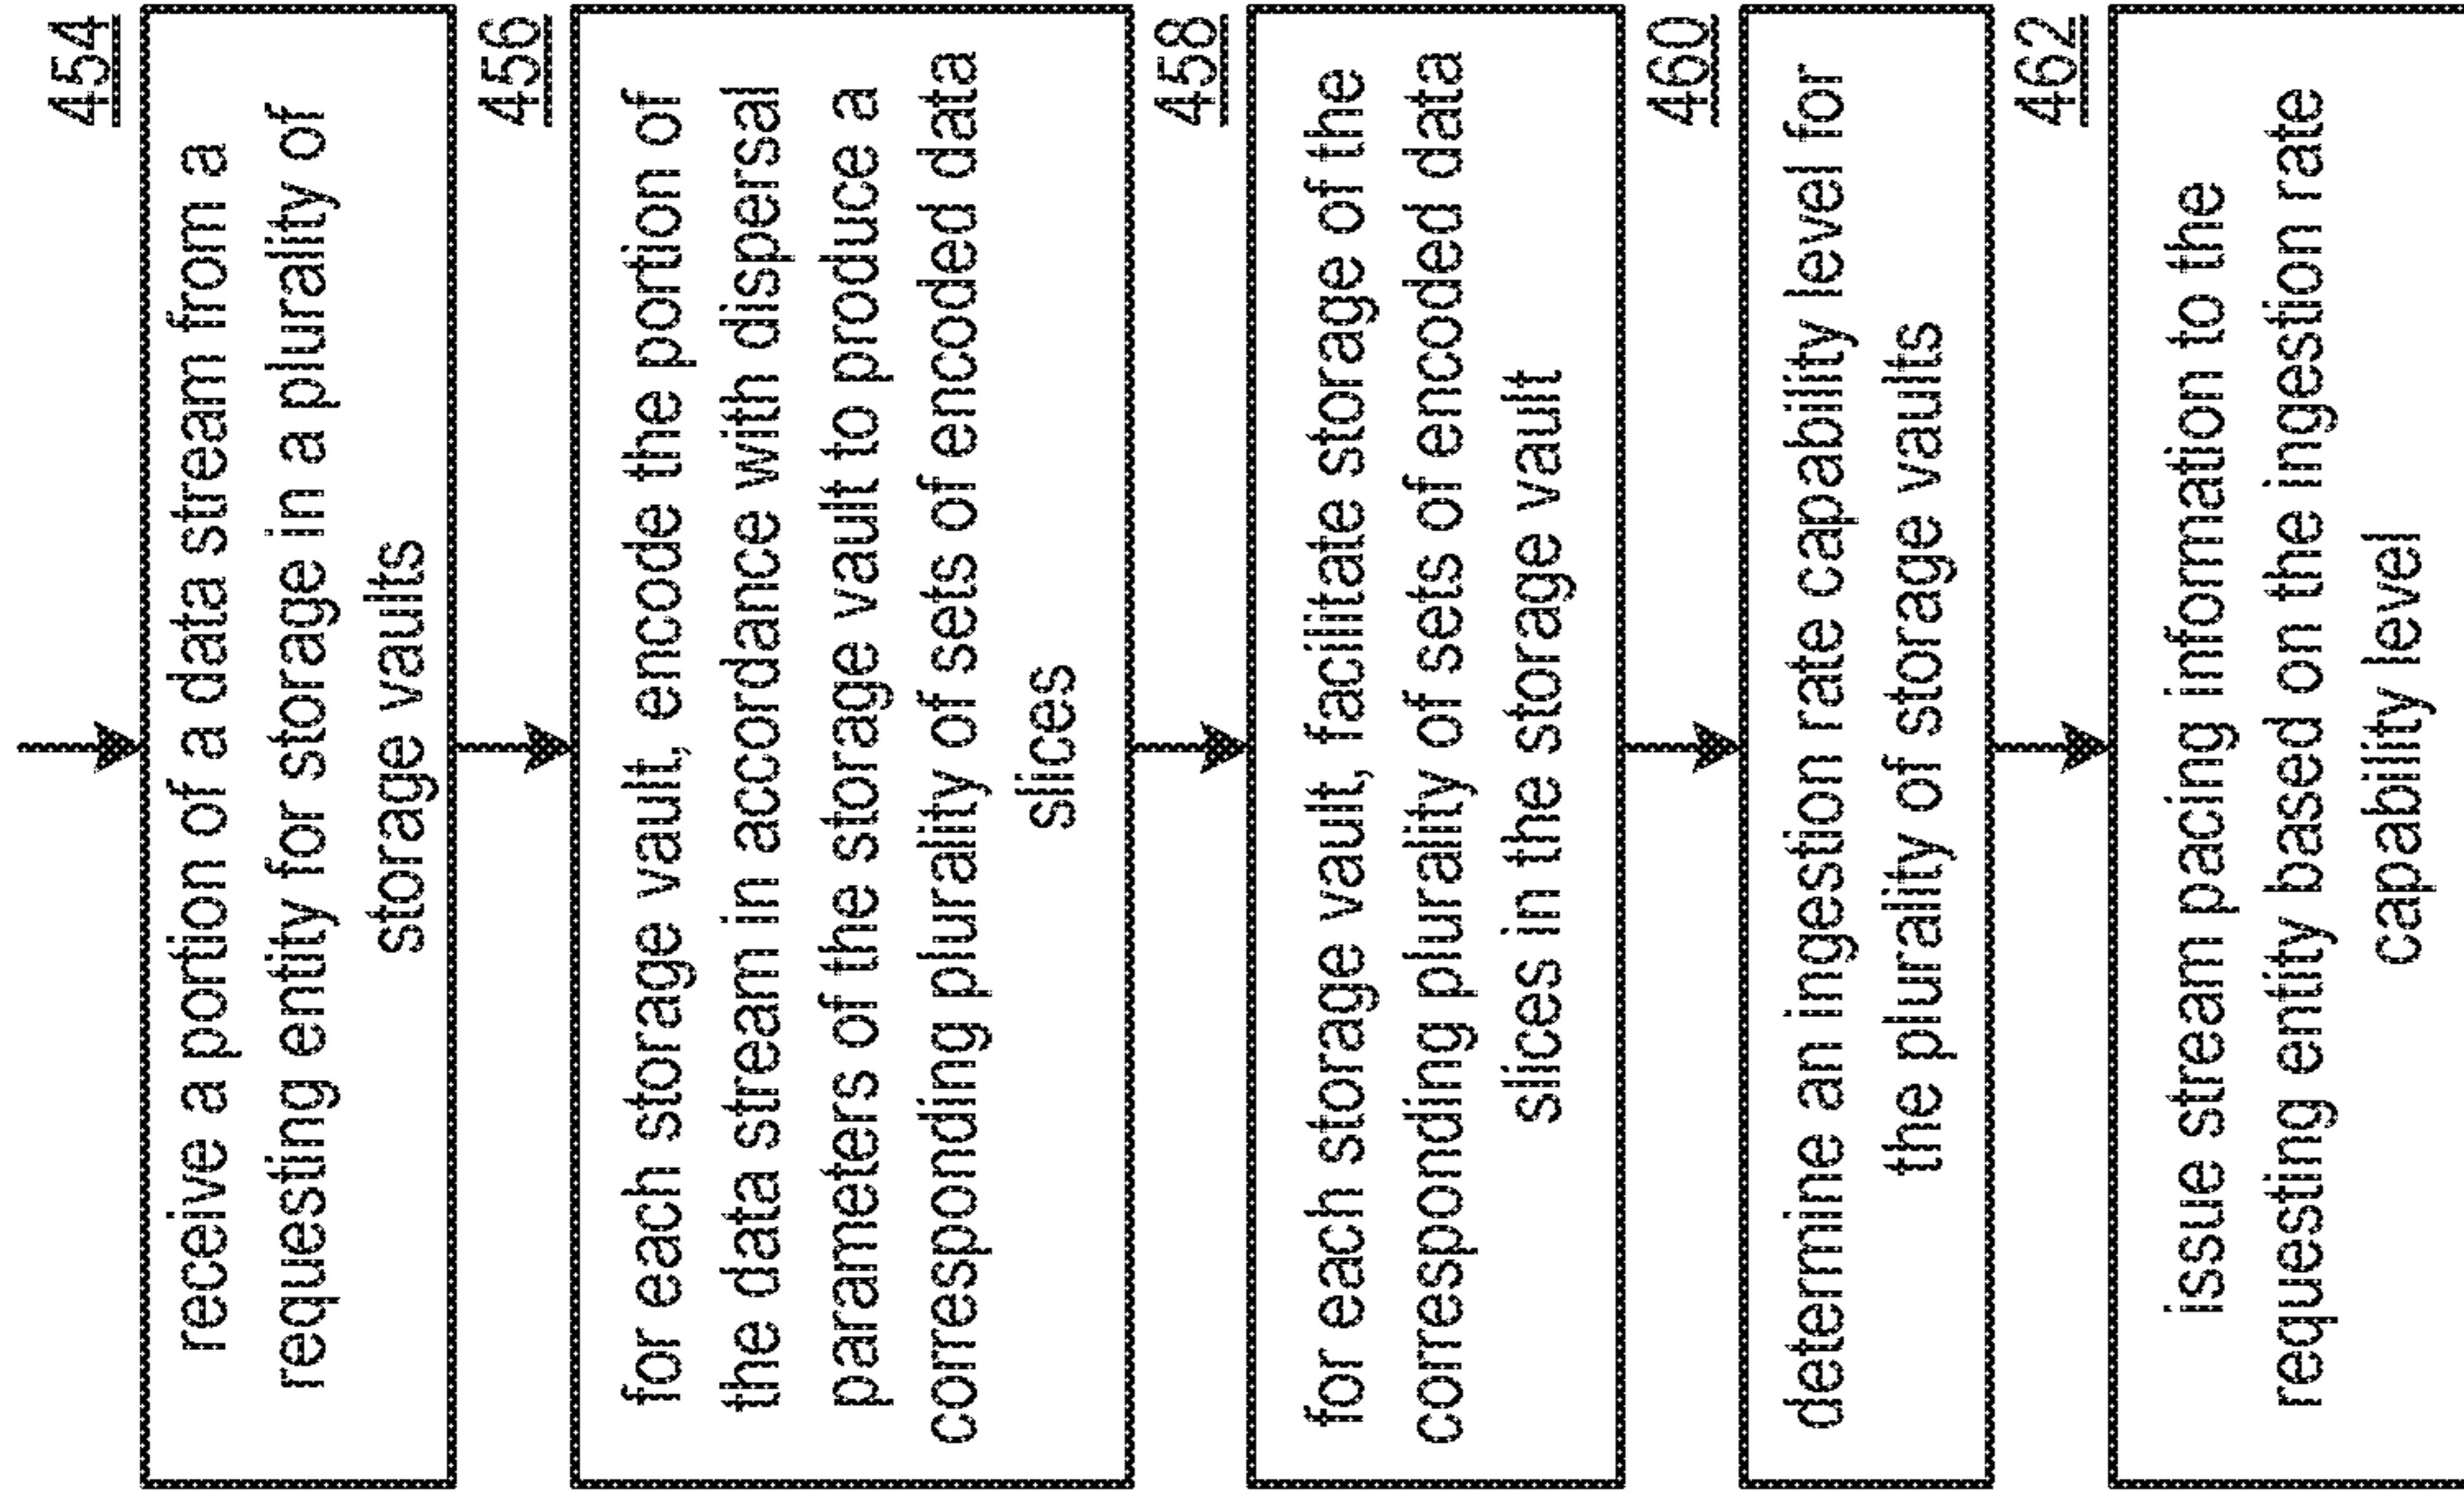 454
receive a portion of a data stream from a
requesting entity for storage in a plurality of
storage vaults
456
for each storage vault, encode the portion of
the data stream in accordance with dispersal
parameters of the storage vault to produce a
corresponding plurality of sets of encoded data
slices
458
for each storage vault, facilitate storage of the
corresponding plurality of sets of encoded data
slices in the storage vault
460
determine an ingestion rate capability level for
the plurality of storage vaults
462
issue stream pacing information to the
requesting entity based on the ingestion rate
capability level